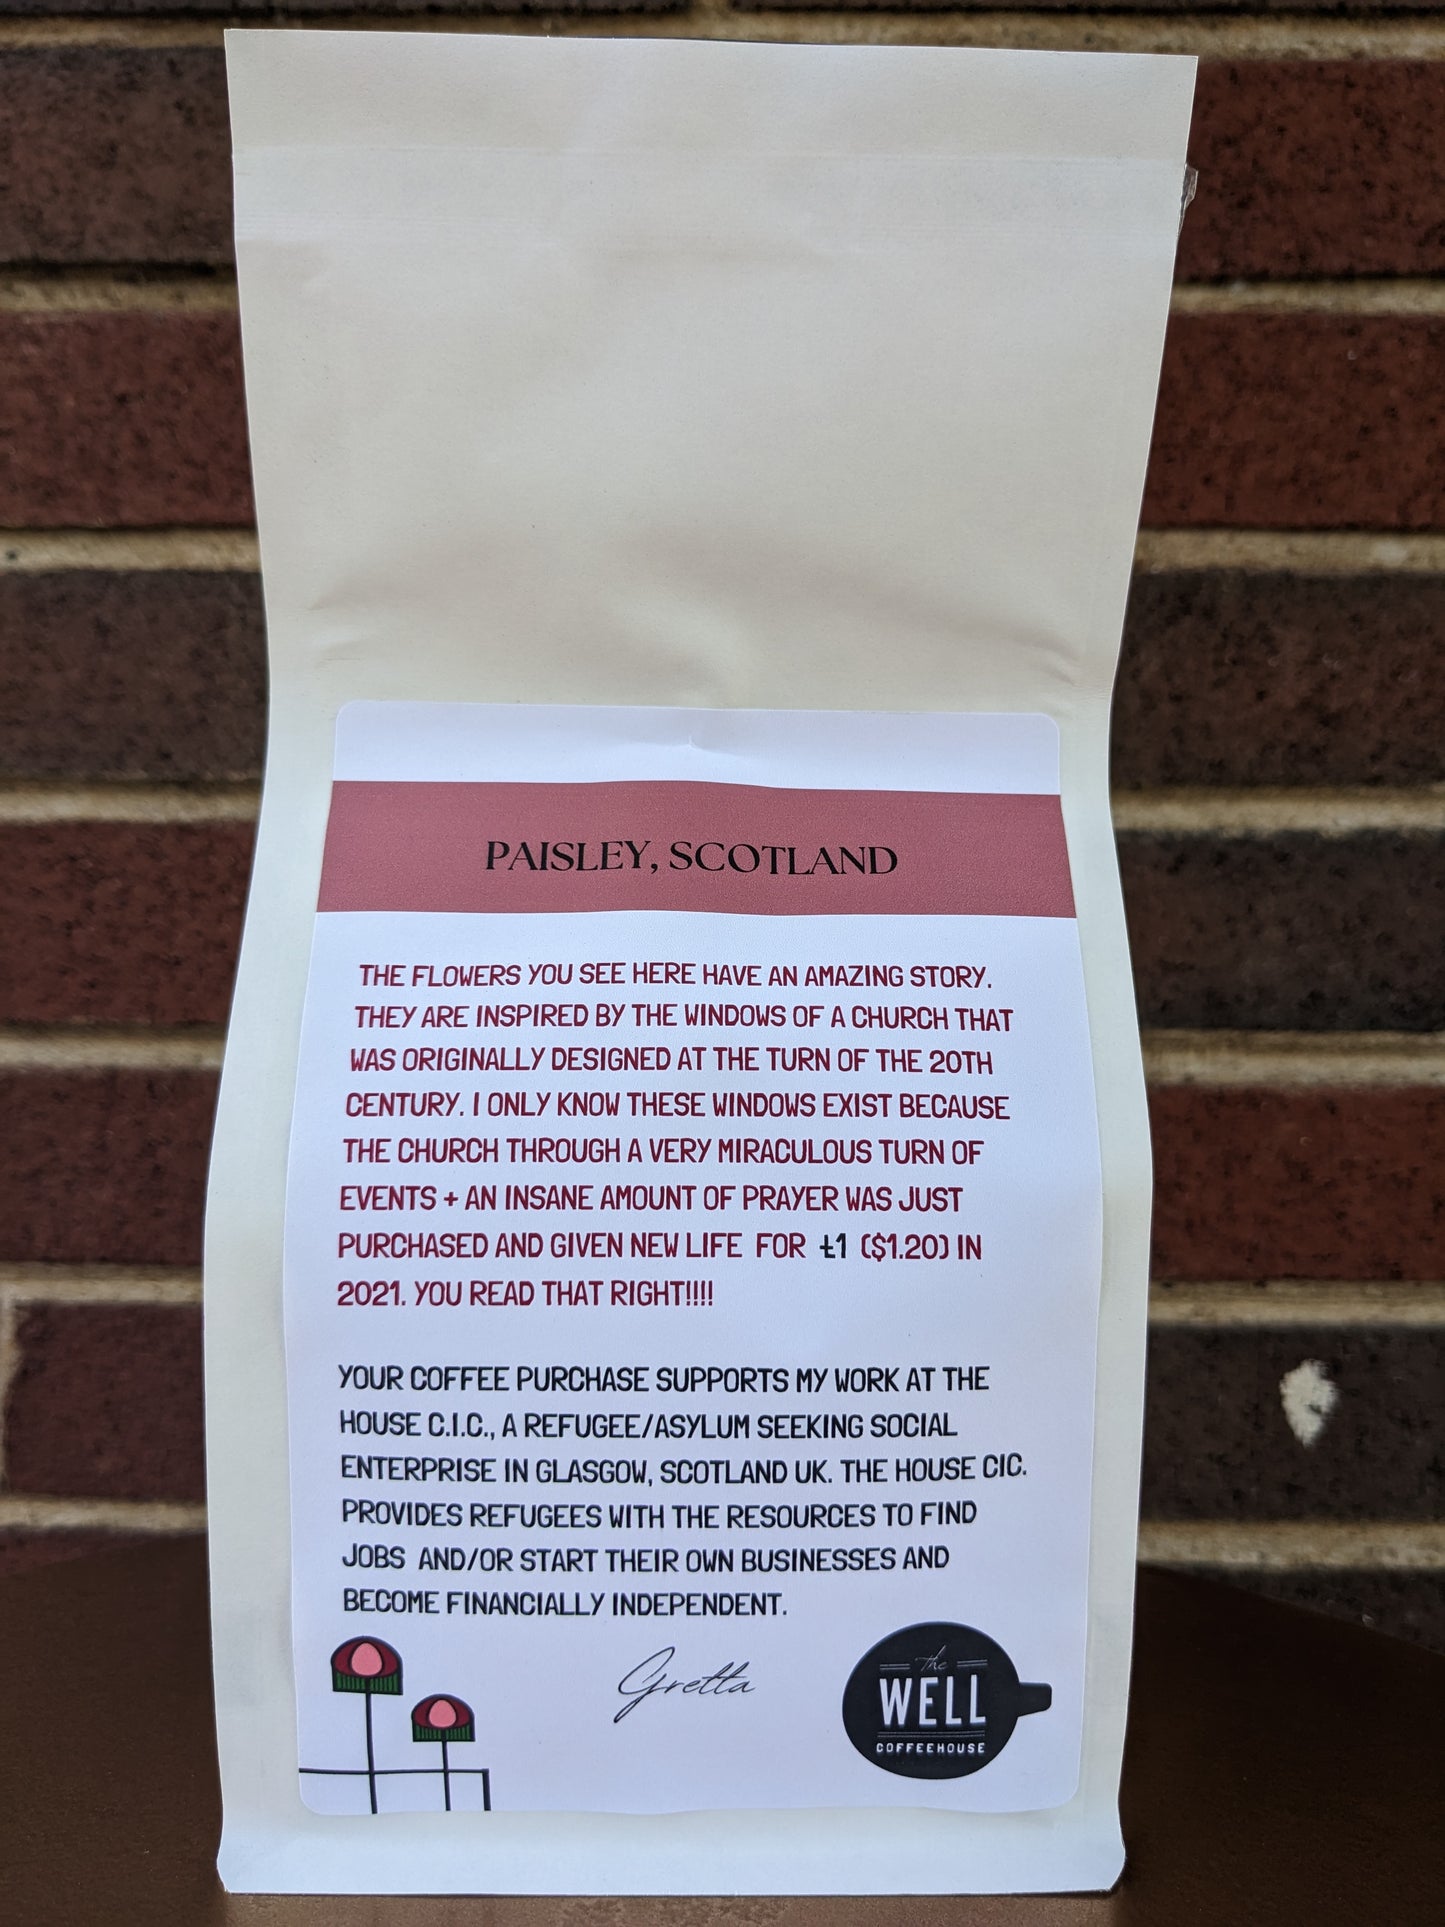 PAISLEY, SCOTLAND
THE FLOWERS YOU SEE HERE HAVE AN AMAZING STORY.
THEY ARE INSPIRED BY THE WINDOWS OF A CHURCH THAT
WAS ORIGINALLY DESIGNED AT THE TURN OF THE 20TH
CENTURY. I ONLY KNOW THESE WINDOWS EXIST BECAUSE
THE CHURCH THROUGH A VERY MIRACULOUS TURN OF
EVENTS + AN INSANE AMOUNT OF PRAYER WAS JUST
PURCHASED AND GIVEN NEW LIFE FOR £1 ($1.20) IN
2021. YOU READ THAT RIGHT!!!!
YOUR COFFEE PURCHASE SUPPORTS MY WORK AT THE
HOUSE C.I.C., A REFUGEE/ASYLUM SEEKING SOCIAL
ENTERPRISE IN GLASGOW, SCOTLAND UK. THE HOUSE CIC.
PROVIDES REFUGEES WITH THE RESOURCES TO FIND
JOBS AND/OR START THEIR OWN BUSINESSES AND
BECOME FINANCIALLY INDEPENDENT.
Gretta
the
WELL
COFFEEHOUSE